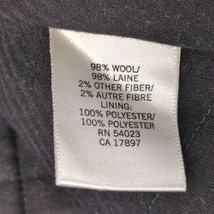 98% WOOL/
98% LAINE
2% OTHER FIBER/
2% AUTRE FIBRE
LINING:
100% POLYESTER/
100% POLYESTER
RN 54023
CA 17897